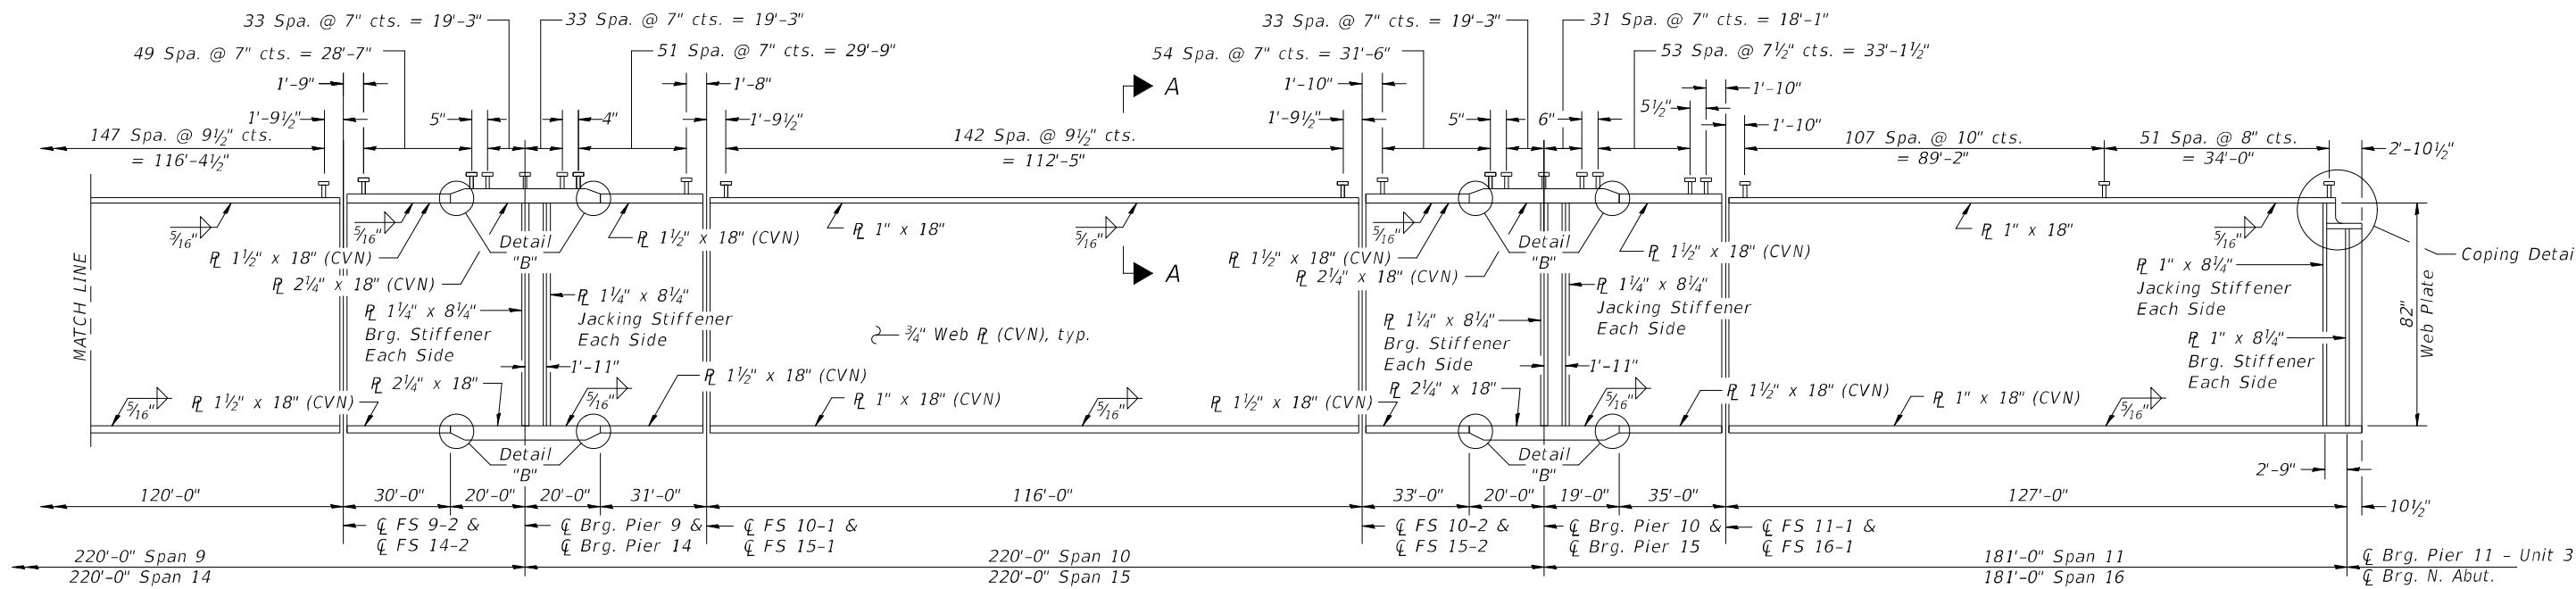 33 Spa. @ 7" cts. = 19'-3"
33 Spa. @ 7" cts. = 19'-3"
33 Spa. @ 7" cts. = 19'-3"
31 Spa. @ 7" cts. = 18'-1"
49 Spa. @ 7" cts. = 28'-7"
51 Spa. @ 7" cts. = 29'-9"
54 Spa. @ 7" cts. = 31'-6"
53 Spa. @ 7½" cts. = 33'-1½"
1'-9"
1'-8"
A
1'-10"
1'-10"
1'-9½"
5"
4"
1'-9½"
1'-9½"
5"
6"
5½"
1'-10"
147 Spa. @ 9½" cts.
= 116'-4½"
142 Spa. @ 9½" cts.
= 112'-5"
107 Spa. @ 10" cts.
= 89'-2"
51 Spa. @ 8" cts.
= 34'-0"
2'-10½"
5/16"
5/16"
5/16"
5/16"
5/16"
Detail
"B"
Detail
"B"
℄ 1½" x 18" (CVN)
℄ 2¼" x 18" (CVN)
℄ 1½" x 18" (CVN)
℄ 1" x 18"
A
℄ 1½" x 18" (CVN)
℄ 2¼" x 18" (CVN)
℄ 1½" x 18" (CVN)
℄ 1" x 18"
Coping Detai
MATCH LINE
℄ 1¼" x 8¼"
Brg. Stiffener
Each Side
℄ 1¼" x 8¼"
Jacking Stiffener
Each Side
¾" Web ℄ (CVN), typ.
℄ 1¼" x 8¼"
Brg. Stiffener
Each Side
℄ 1¼" x 8¼"
Jacking Stiffener
Each Side
℄ 1" x 8¼"
Jacking Stiffener
Each Side
℄ 1" x 8¼"
Brg. Stiffener
Each Side
82"
Web Plate
1'-11"
1'-11"
5/16"
℄ 1½" x 18" (CVN)
℄ 2¼" x 18"
5/16"
℄ 1½" x 18" (CVN)
℄ 1" x 18" (CVN)
5/16"
℄ 1½" x 18" (CVN)
℄ 2¼" x 18"
5/16"
℄ 1½" x 18" (CVN)
℄ 1" x 18" (CVN)
5/16"
Detail
"B"
Detail
"B"
2'-9"
120'-0"
30'-0"
20'-0"
20'-0"
31'-0"
116'-0"
33'-0"
20'-0"
19'-0"
35'-0"
127'-0"
10½"
℄ FS 9-2 &
℄ FS 14-2
℄ Brg. Pier 9 &
℄ Brg. Pier 14
℄ FS 10-1 &
℄ FS 15-1
℄ FS 10-2 &
℄ FS 15-2
℄ Brg. Pier 10 &
℄ Brg. Pier 15
℄ FS 11-1 &
℄ FS 16-1
220'-0" Span 9
220'-0" Span 14
220'-0" Span 10
220'-0" Span 15
181'-0" Span 11
181'-0" Span 16
℄ Brg. Pier 11 - Unit 3
℄ Brg. N. Abut.